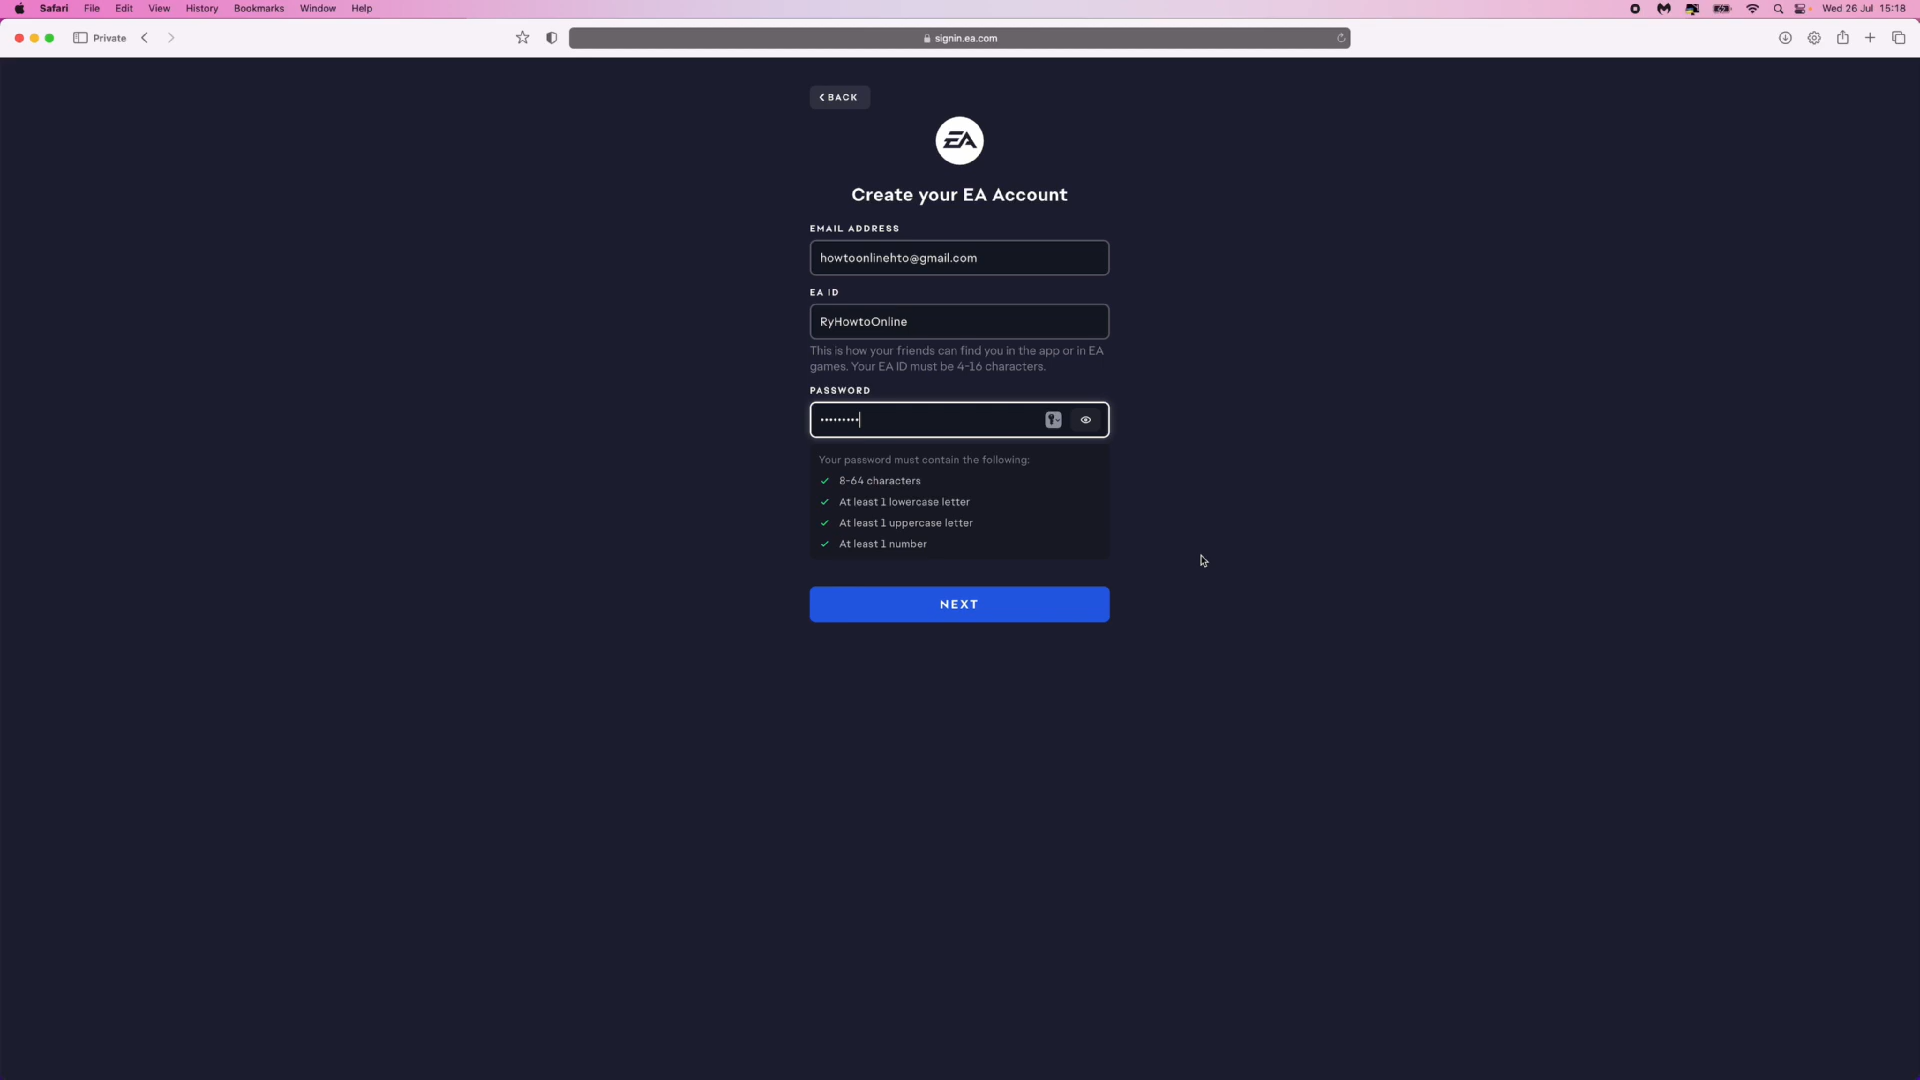 Safari File Edit View History Bookmarks Window Help Wed 26 Jul 15:18
Private signin.ea.com
BACK
EA
Create your EA Account
EMAIL ADDRESS
howtoonlinehto@gmail.com
EA ID
RyHowtoOnline
This is how your friends can find you in the app or in EA
games. Your EA ID must be 4-16 characters.
PASSWORD
•••••••••
Your password must contain the following:
8-64 characters
At least 1 lowercase letter
At least 1 uppercase letter
At least 1 number
NEXT